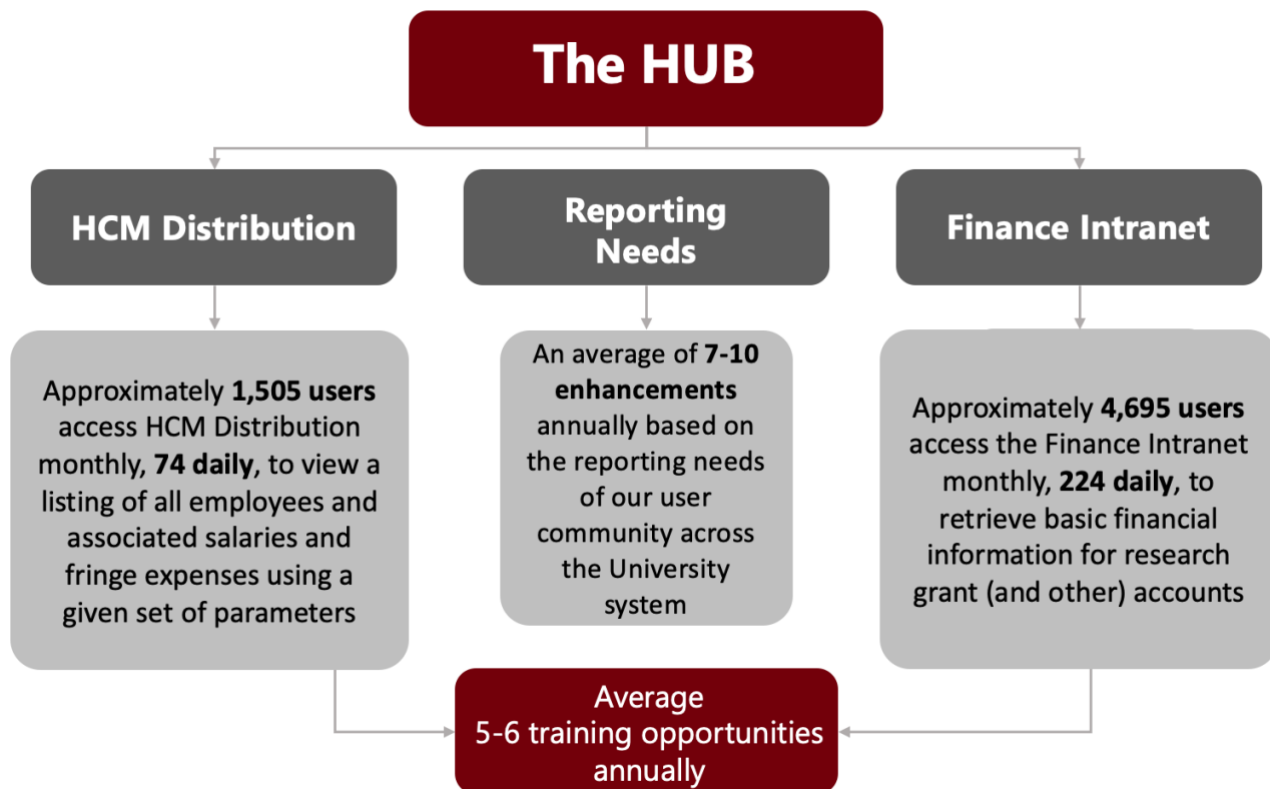 The HUB
HCM Distribution
Reporting
Needs
Finance Intranet
Approximately 1,505 users
access HCM Distribution
monthly, 74 daily, to view a
listing of all employees and
associated salaries and
fringe expenses using a
given set of parameters
An average of 7-10
enhancements
annually based on
the reporting needs
of our user
community across
the University
system
Approximately 4,695 users
access the Finance Intranet
monthly, 224 daily, to
retrieve basic financial
information for research
grant (and other) accounts
Average
5-6 training opportunities
annually